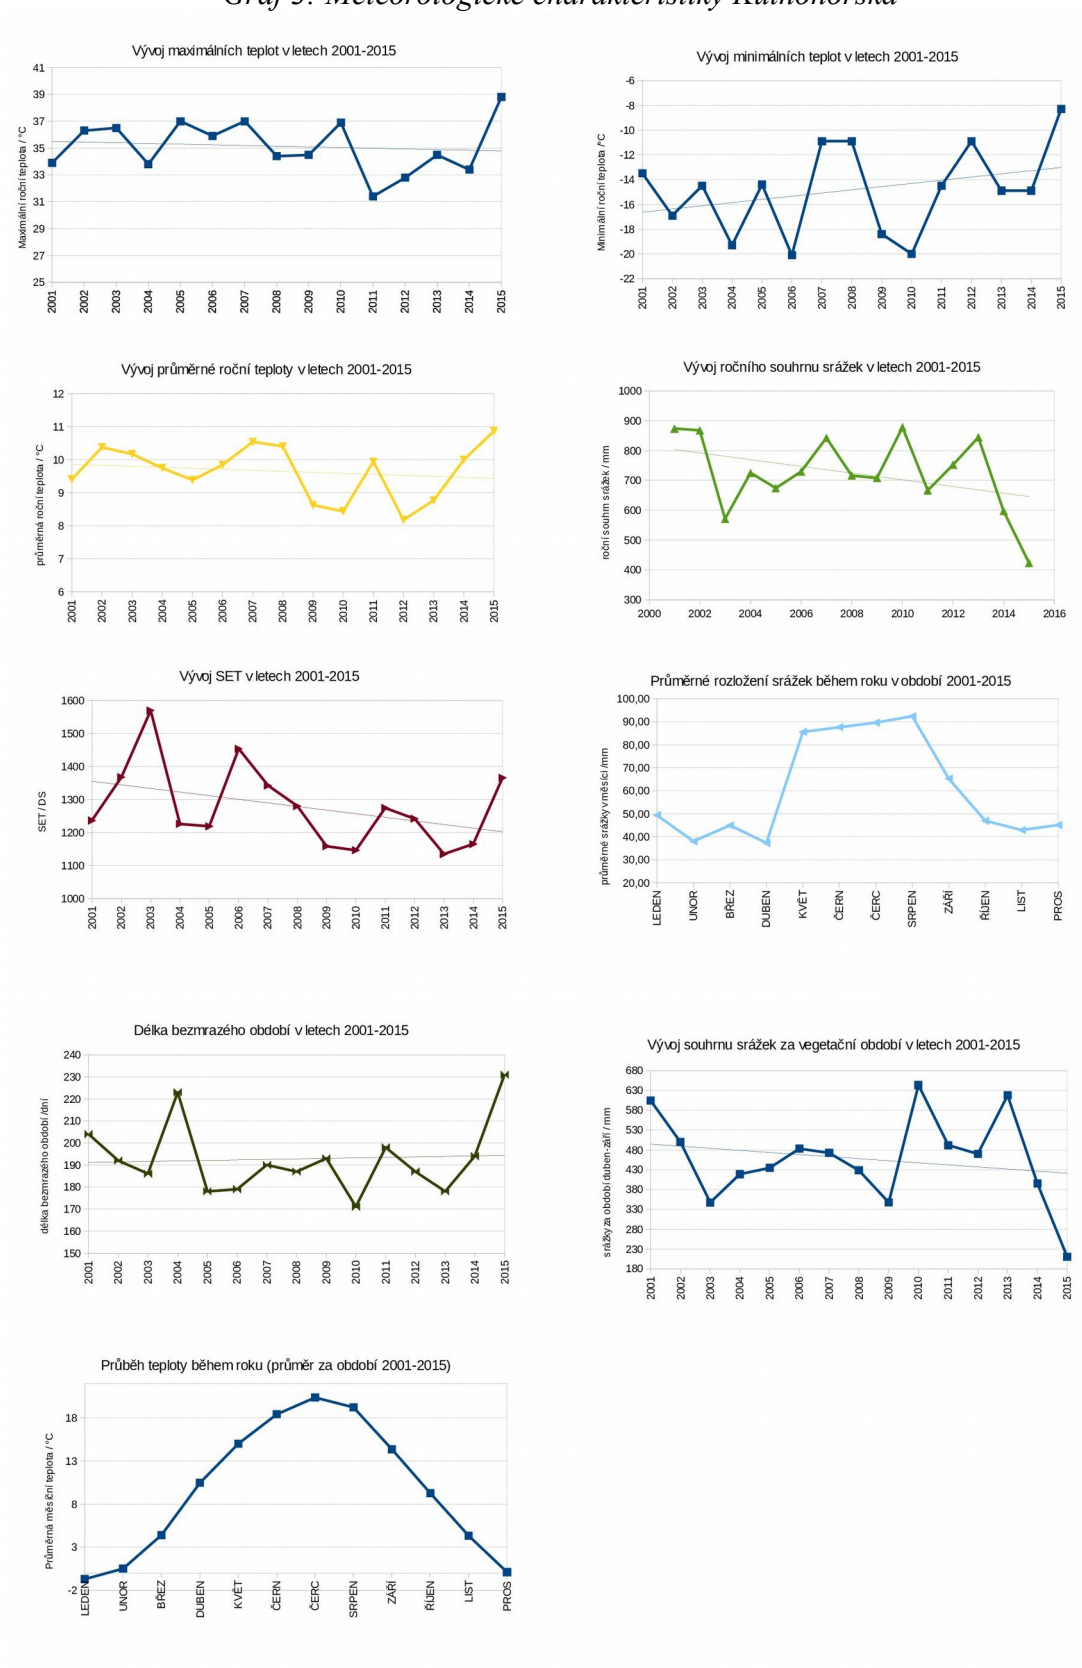 Graf 5: Meteorologické charakteristiky Kutnohorska
Vývoj maximálních teplot v letech 2001-2015
Maximální roční teplota / °C
41
39
37
35
33
31
29
27
25
2001 2002 2003 2004 2005 2006 2007 2008 2009 2010 2011 2012 2013 2014 2015
Vývoj minimálních teplot v letech 2001-2015
Minimální roční teplota /°C
-6
-8
-10
-12
-14
-16
-18
-20
-22
2001 2002 2003 2004 2005 2006 2007 2008 2009 2010 2011 2012 2013 2014 2015
Vývoj průměrné roční teploty v letech 2001-2015
průměrná roční teplota / °C
12
11
10
9
8
7
6
2001 2002 2003 2004 2005 2006 2007 2008 2009 2010 2011 2012 2013 2014 2015
Vývoj ročního souhrnu srážek v letech 2001-2015
roční souhrn srážek / mm
1000
900
800
700
600
500
400
300
2000 2002 2004 2006 2008 2010 2012 2014 2016
Vývoj SET v letech 2001-2015
SET / DS
1600
1500
1400
1300
1200
1100
1000
2001 2002 2003 2004 2005 2006 2007 2008 2009 2010 2011 2012 2013 2014 2015
Průměrné rozložení srážek během roku v období 2001-2015
průměrné srážky v měsíci /mm
100,00
90,00
80,00
70,00
60,00
50,00
40,00
30,00
20,00
LEDEN UNOR BŘEZ DUBEN KVĚT ČERN ČERC SRPEN ZÁŘÍ ŘÍJEN LIST PROS
Délka bezmrazého období v letech 2001-2015
délka bezmrazého období /dní
240
230
220
210
200
190
180
170
160
150
2001 2002 2003 2004 2005 2006 2007 2008 2009 2010 2011 2012 2013 2014 2015
Vývoj souhrnu srážek za vegetační období v letech 2001-2015
srážky za období duben-září / mm
680
630
580
530
480
430
380
330
280
230
180
2001 2002 2003 2004 2005 2006 2007 2008 2009 2010 2011 2012 2013 2014 2015
Průběh teploty během roku (průměr za období 2001-2015)
Průměrná měsíční teplota / °C
18
13
8
3
-2
LEDEN UNOR BŘEZ DUBEN KVĚT ČERN ČERC SRPEN ZÁŘÍ ŘÍJEN LIST PROS